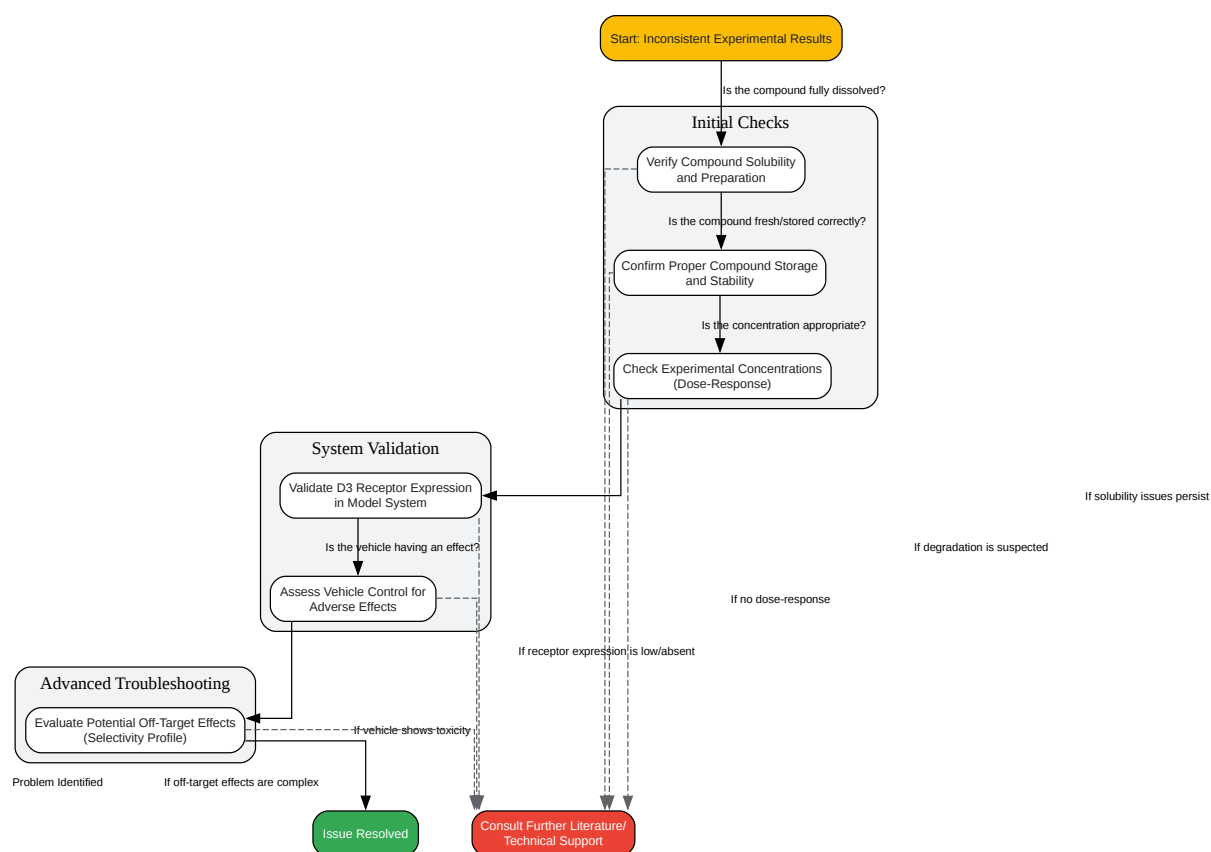 Start: Inconsistent Experimental Results
Is the compound fully dissolved?
Initial Checks
Verify Compound Solubility
and Preparation
Is the compound fresh/stored correctly?
Confirm Proper Compound Storage
and Stability
Is the concentration appropriate?
Check Experimental Concentrations
(Dose-Response)
System Validation
Validate D3 Receptor Expression
in Model System
If solubility issues persist
Is the vehicle having an effect?
If degradation is suspected
Assess Vehicle Control for
Adverse Effects
If no dose-response
If receptor expression is low/absent
Advanced Troubleshooting
Evaluate Potential Off-Target Effects
(Selectivity Profile)
If vehicle shows toxicity
Problem Identified
If off-target effects are complex
Issue Resolved
Consult Further Literature/
Technical Support